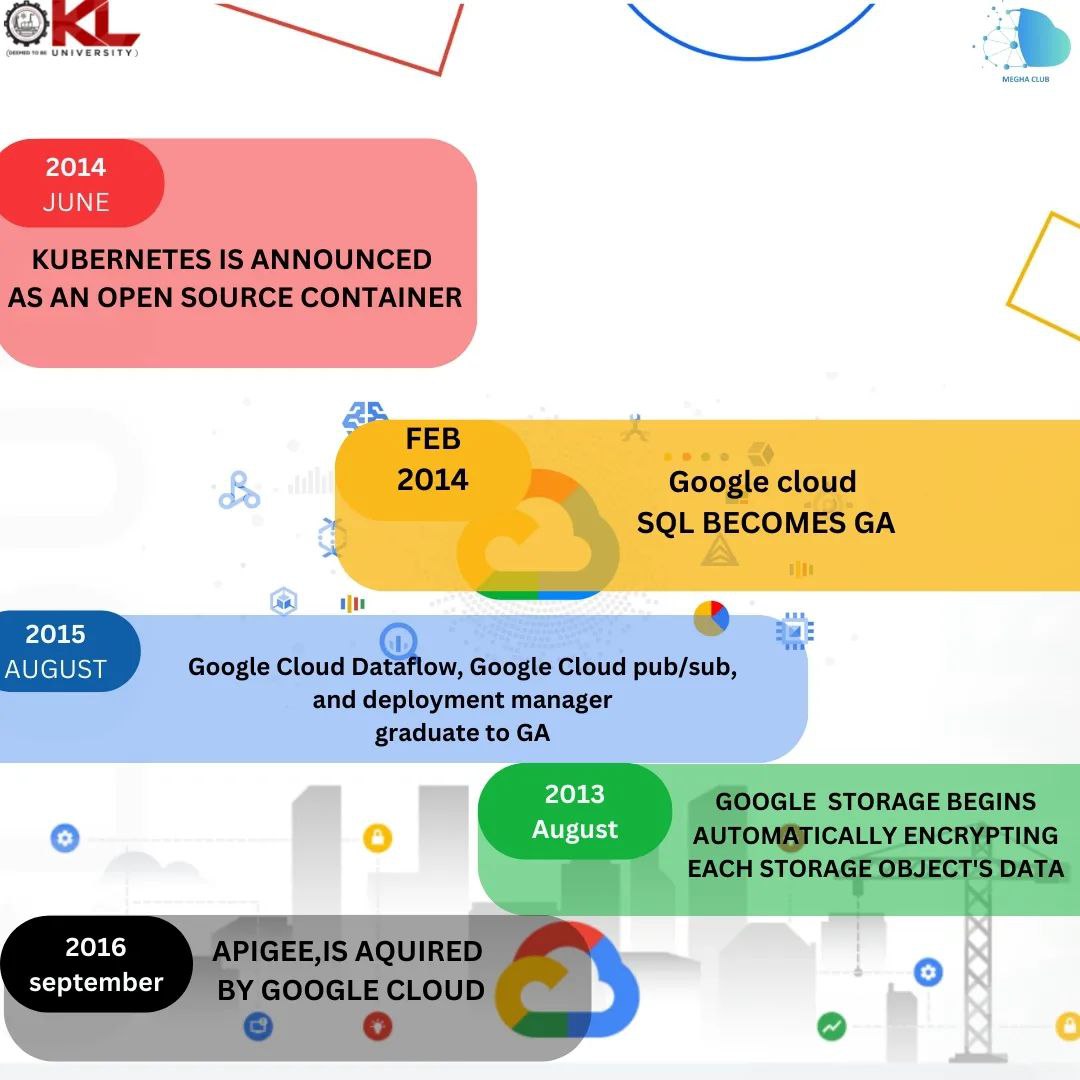 KL
(DEEMED TO BE UNIVERSITY)
MEGHA CLUB
2014
JUNE
KUBERNETES IS ANNOUNCED
AS AN OPEN SOURCE CONTAINER
FEB
2014
Google cloud
SQL BECOMES GA
2015
AUGUST
Google Cloud Dataflow, Google Cloud pub/sub,
and deployment manager
graduate to GA
2013
August
GOOGLE STORAGE BEGINS
AUTOMATICALLY ENCRYPTING
EACH STORAGE OBJECT'S DATA
2016
september
APIGEE,IS AQUIRED
BY GOOGLE CLOUD